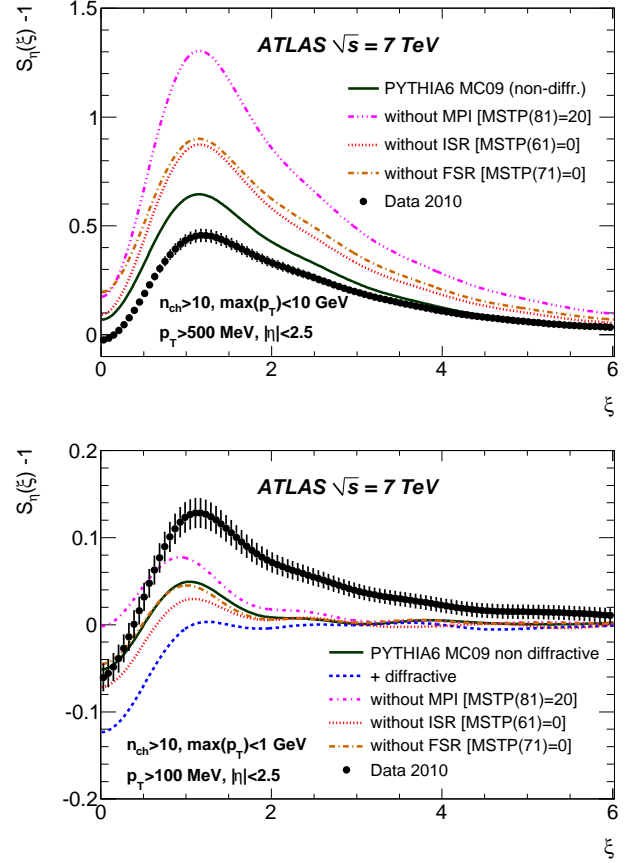 S_η(ξ) -1
1.5
1
0.5
0
ATLAS √s = 7 TeV
PYTHIA6 MC09 (non-diffr.)
without MPI [MSTP(81)=20]
without ISR [MSTP(61)=0]
without FSR [MSTP(71)=0]
Data 2010
n_ch>10, max(p_T)<10 GeV
p_T>500 MeV, |η|<2.5
0 2 4 6
ξ
S_η(ξ) -1
0.2
0.1
0
-0.1
-0.2
ATLAS √s = 7 TeV
PYTHIA6 MC09 non diffractive
+ diffractive
without MPI [MSTP(81)=20]
without ISR [MSTP(61)=0]
without FSR [MSTP(71)=0]
Data 2010
n_ch>10, max(p_T)<1 GeV
p_T>100 MeV, |η|<2.5
0 2 4 6
ξ